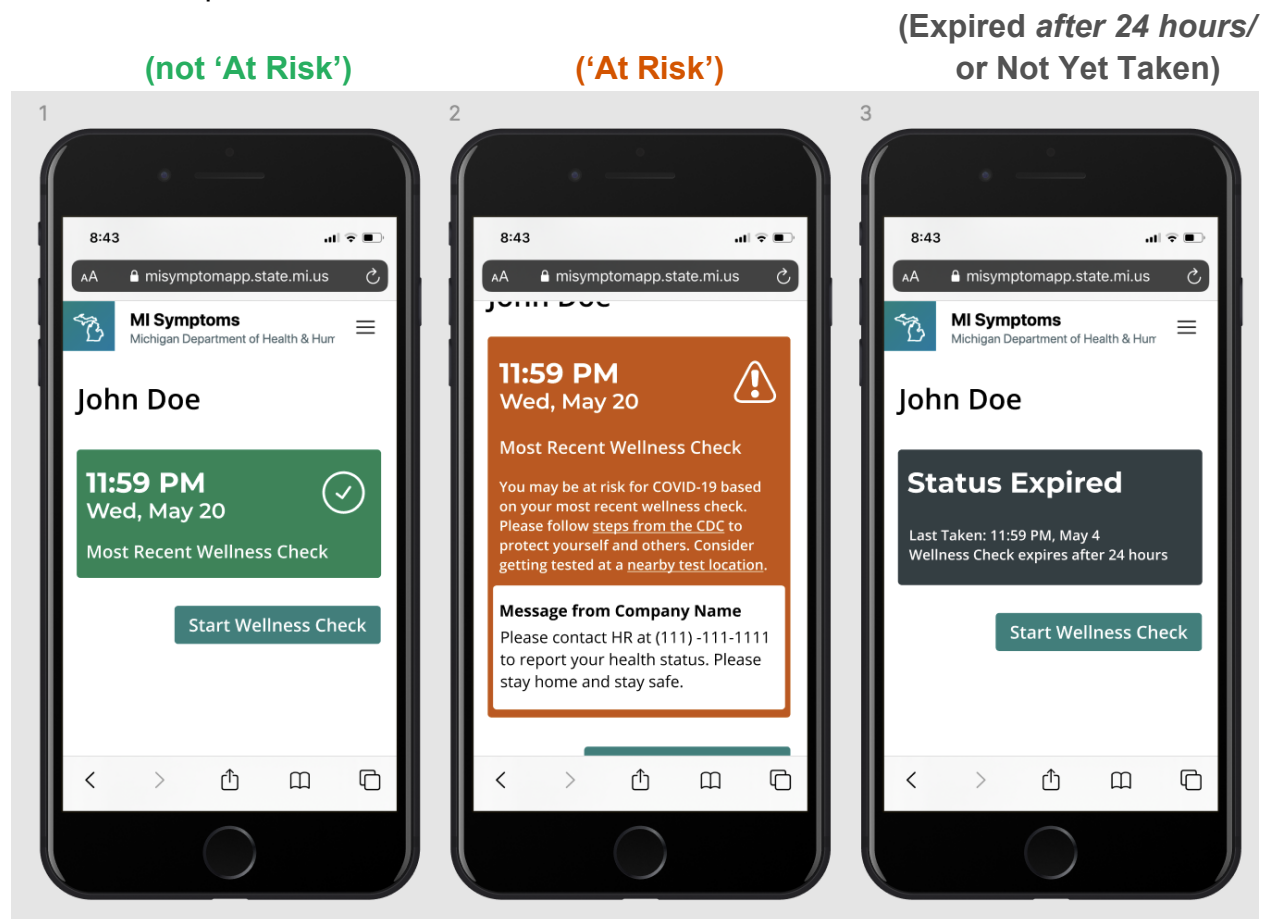 (not ‘At Risk’)
(‘At Risk’)
(Expired after 24 hours/
or Not Yet Taken)
1
8:43
AA misymptomapp.state.mi.us
MI Symptoms
Michigan Department of Health & Hum
John Doe
11:59 PM
Wed, May 20
Most Recent Wellness Check
Start Wellness Check
2
8:43
AA misymptomapp.state.mi.us
John Doe
11:59 PM
Wed, May 20
Most Recent Wellness Check
You may be at risk for COVID-19 based
on your most recent wellness check.
Please follow steps from the CDC to
protect yourself and others. Consider
getting tested at a nearby test location.
Message from Company Name
Please contact HR at (111) -111-1111
to report your health status. Please
stay home and stay safe.
3
8:43
AA misymptomapp.state.mi.us
MI Symptoms
Michigan Department of Health & Hum
John Doe
Status Expired
Last Taken: 11:59 PM, May 4
Wellness Check expires after 24 hours
Start Wellness Check